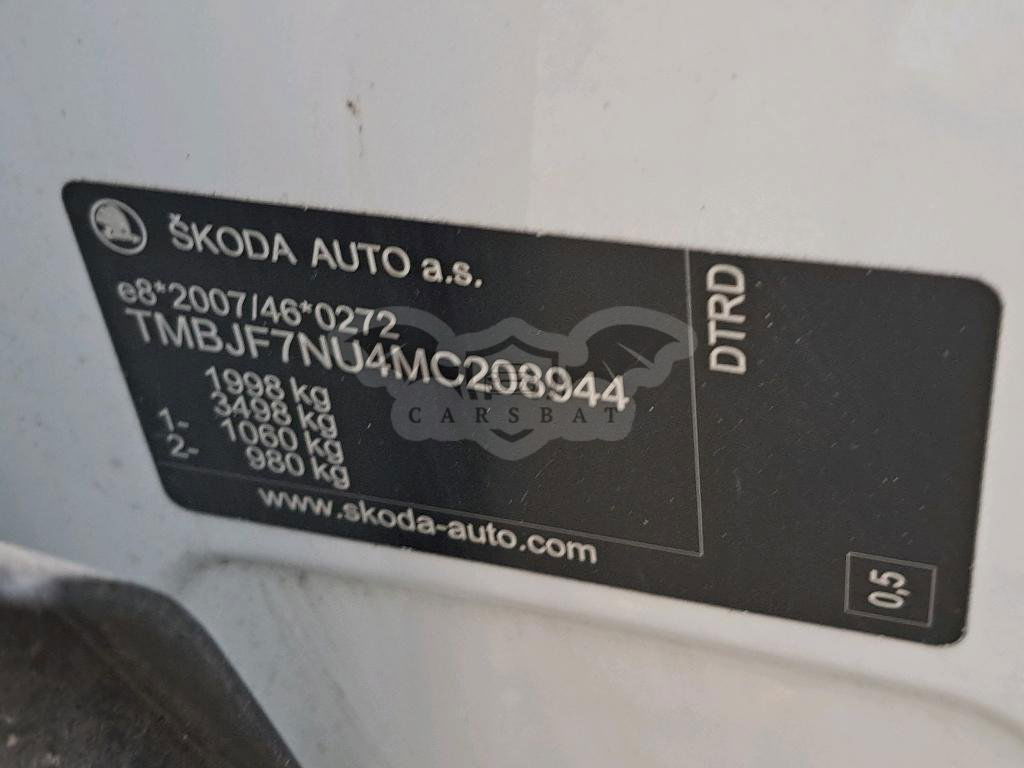 ŠKODA AUTO a.s.
e8*2007/46*0272
TMBJF7NU4MC208944
1998 kg
3498 kg
1- 1060 kg
2- 980 kg
www.skoda-auto.com
DTRD
0,5
CARSBAT